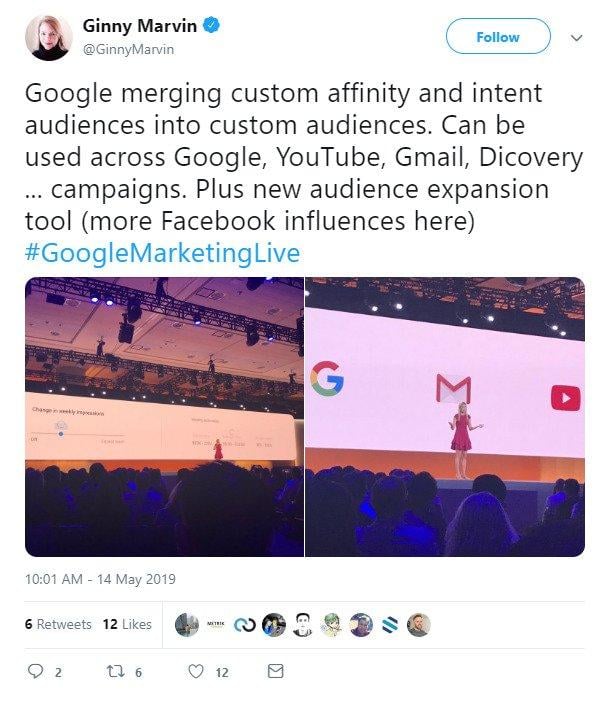 Ginny Marvin
@GinnyMarvin
Follow
Google merging custom affinity and intent
audiences into custom audiences. Can be
used across Google, YouTube, Gmail, Dicovery
... campaigns. Plus new audience expansion
tool (more Facebook influences here)
#GoogleMarketingLive
Change in weekly impressions
Off
G
M
10:01 AM - 14 May 2019
6 Retweets 12 Likes
METRIK
2 6 12